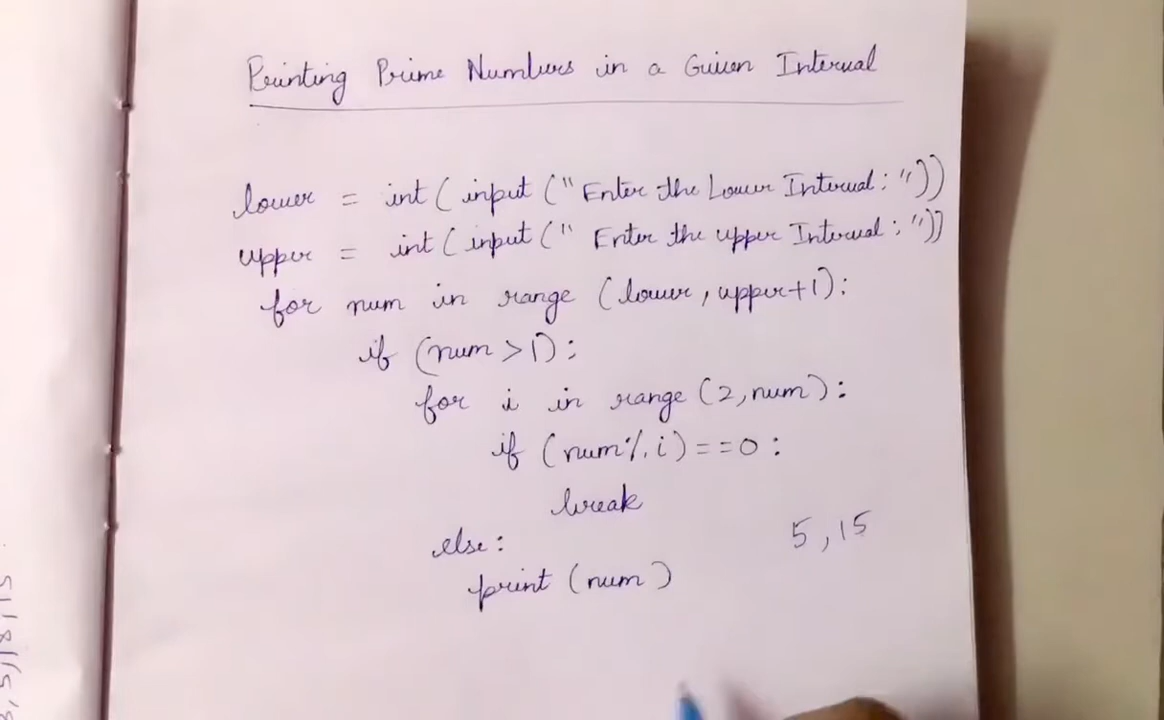 Printing Prime Numbers in a Given Interval
lower = int(input("Enter the Lower Interval:"))
upper = int(input("Enter the upper Interval:"))
for num in range (lower, upper+1):
if (num>1):
for i in range (2, num):
if (num%i)==0:
break
else:
5, 15
print (num)